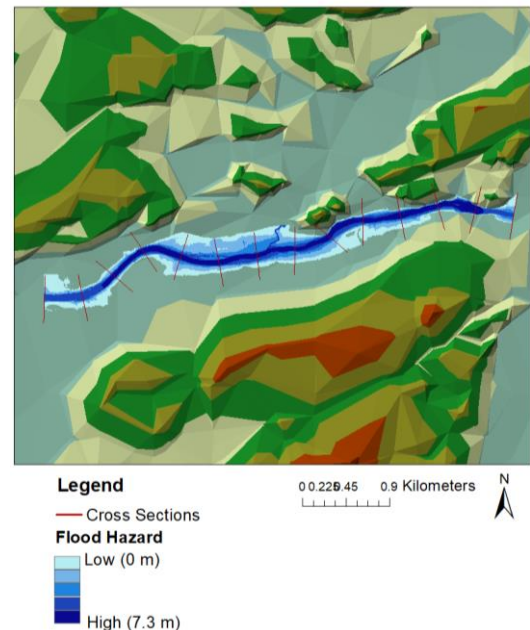 Legend
Cross Sections
Flood Hazard
Low (0 m)
High (7.3 m)
0 0.225 0.45 0.9 Kilometers
N